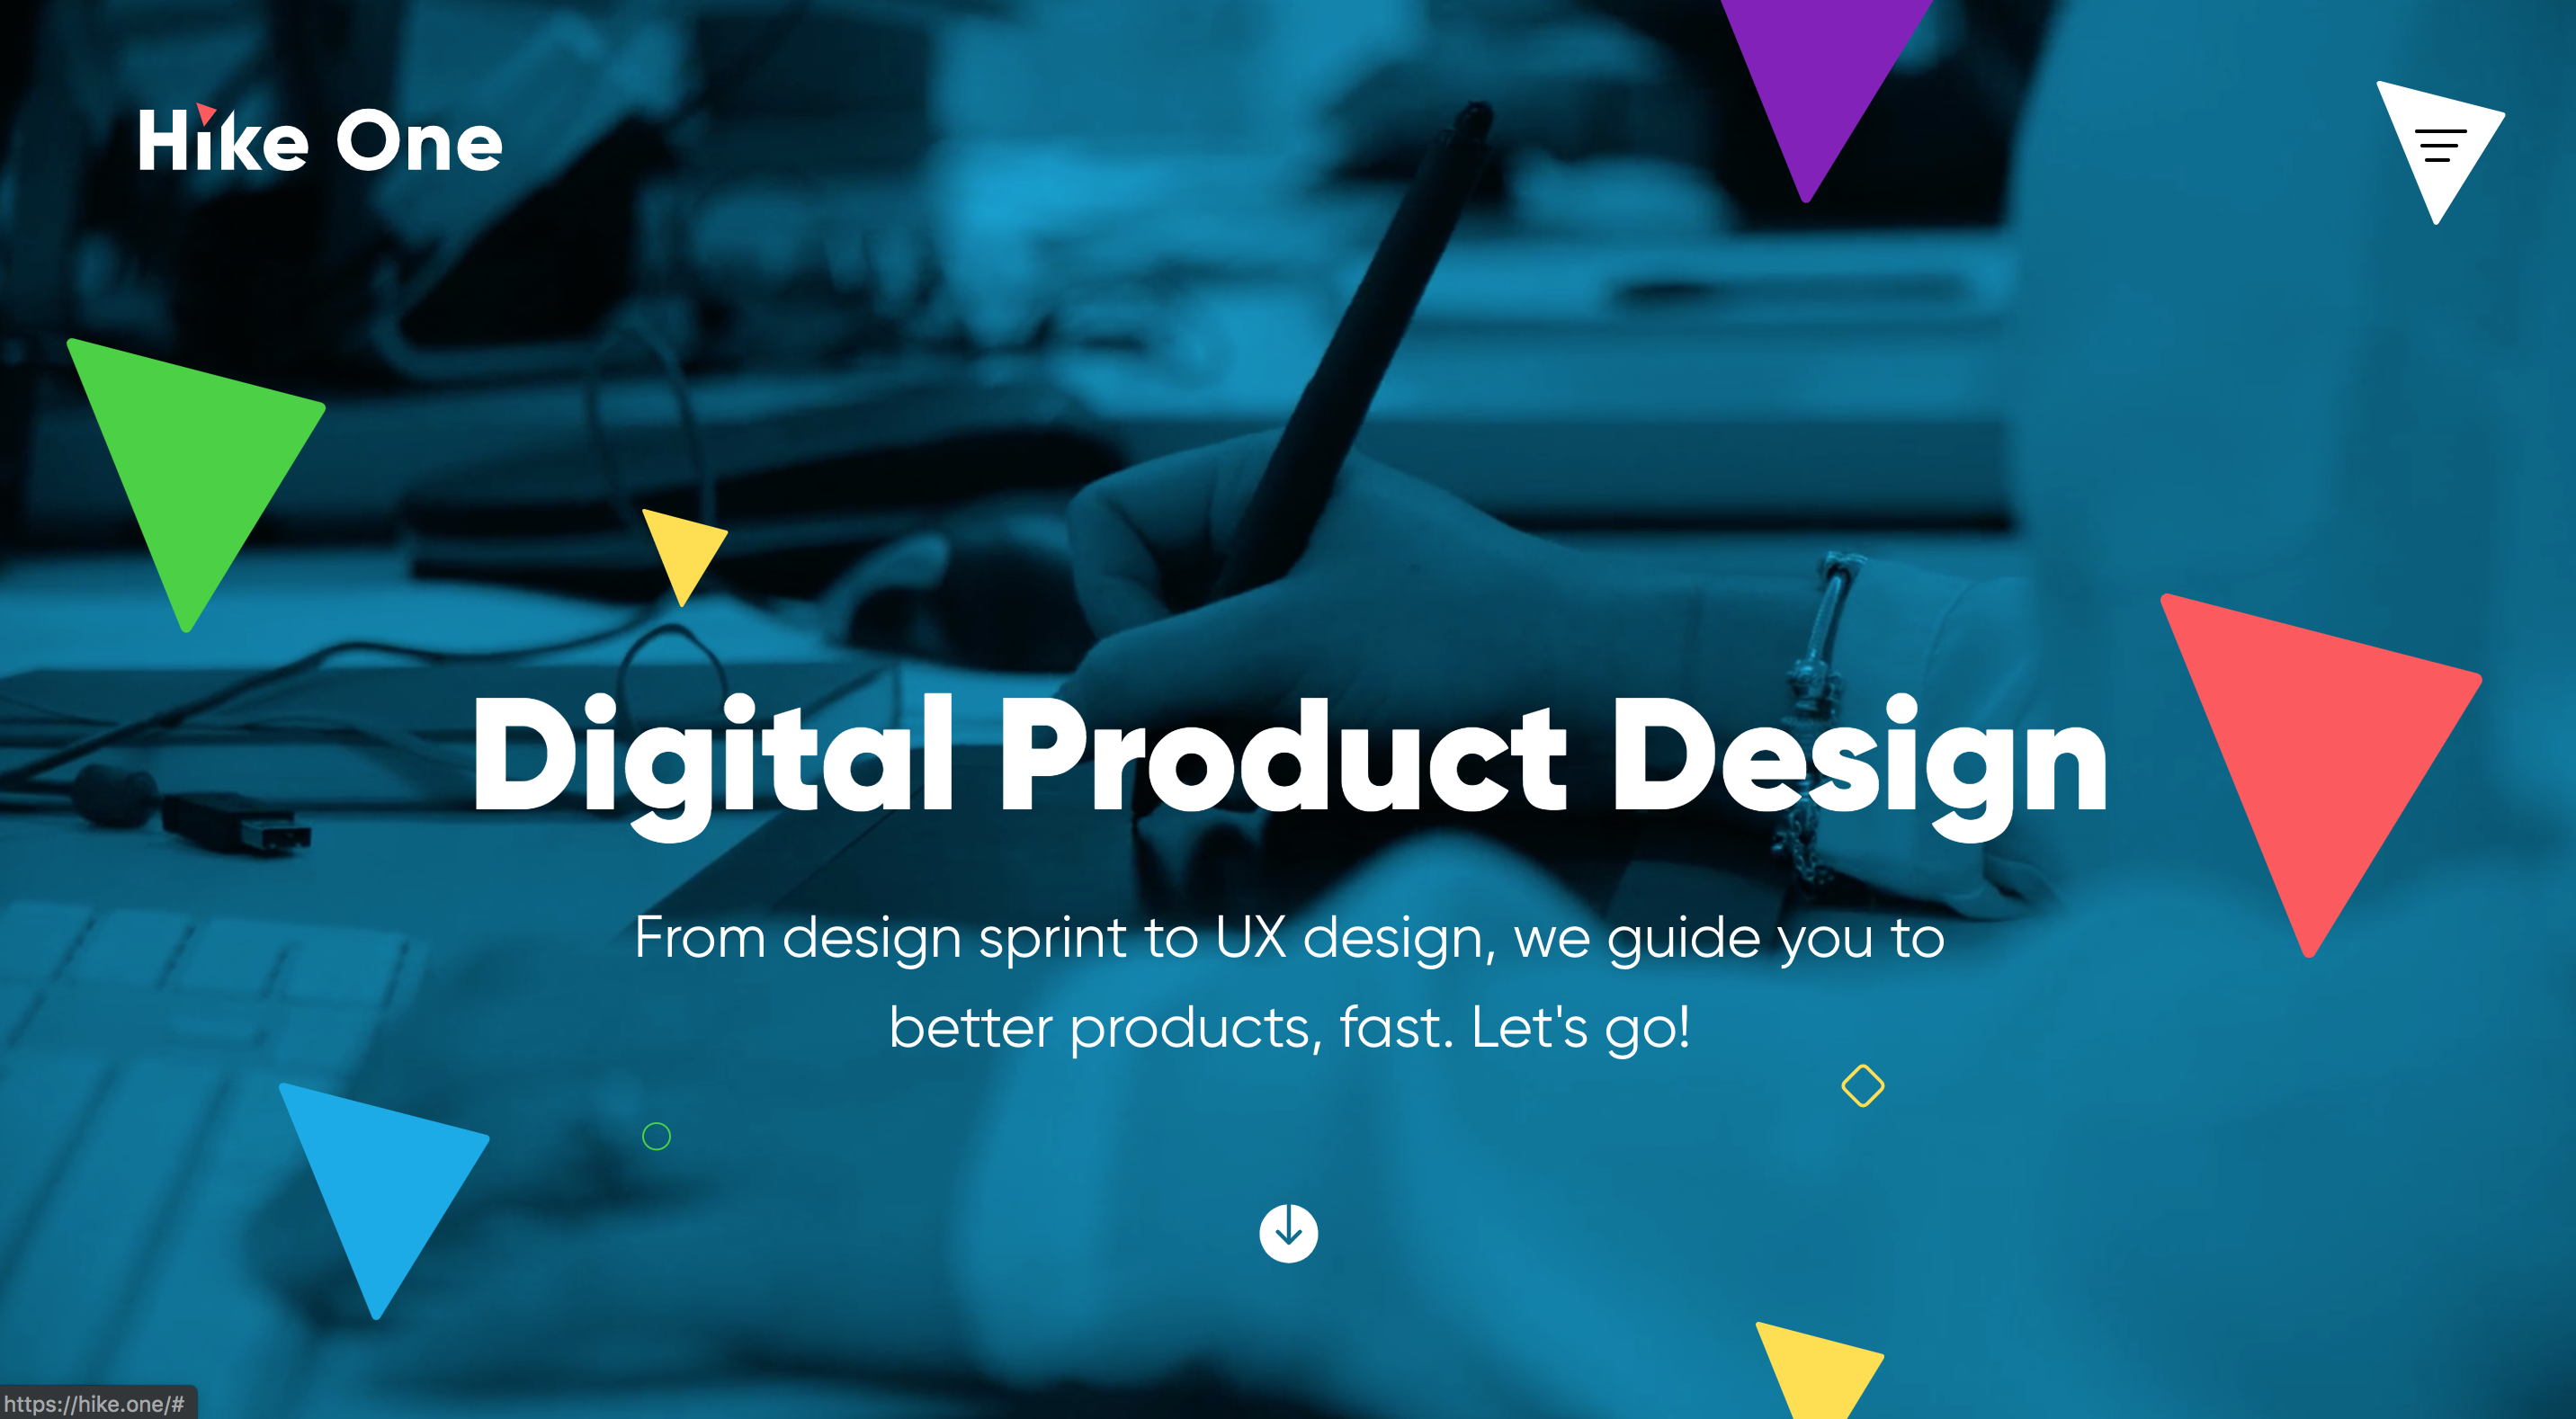 Hike One
Digital Product Design
From design sprint to UX design, we guide you to
better products, fast. Let's go!
https://hike.one/#